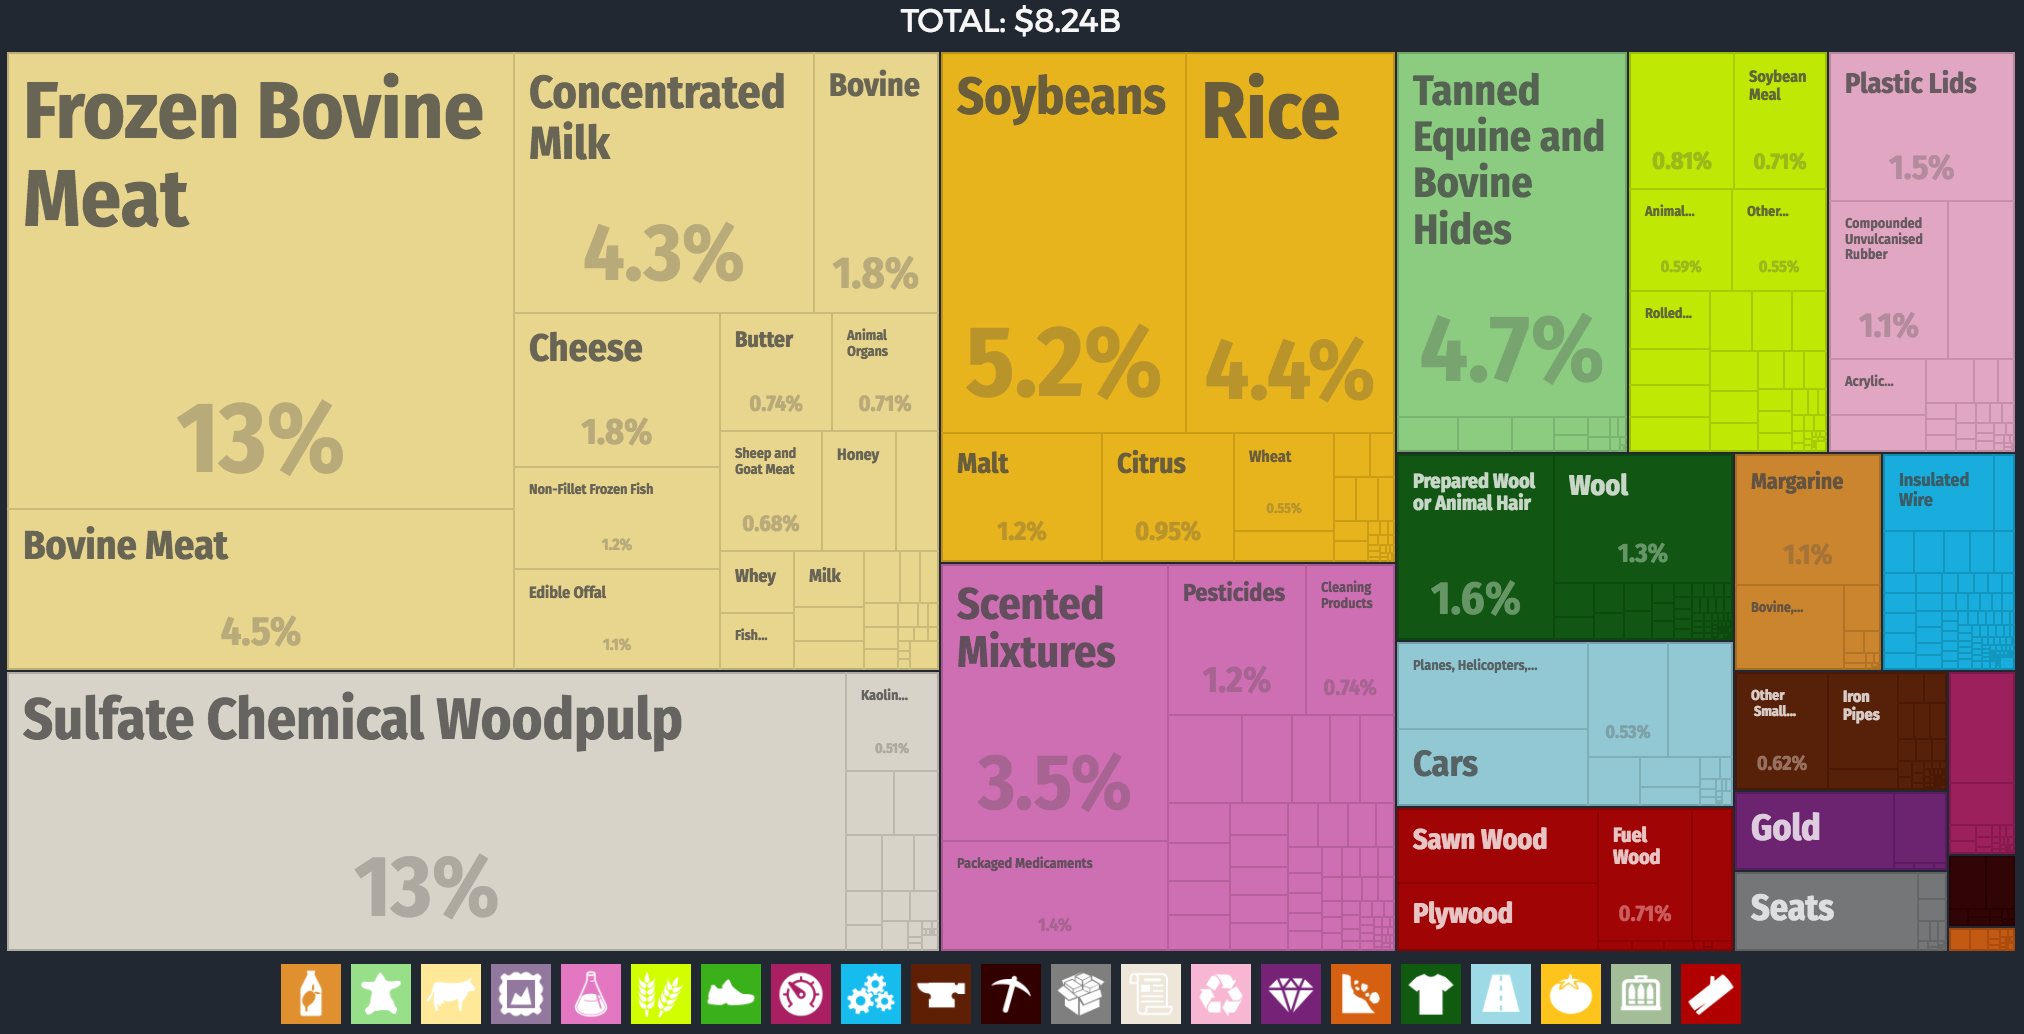 TOTAL: $8.24B
Frozen Bovine
Meat
13%
Bovine Meat
4.5%
Concentrated
Milk
4.3%
Bovine
1.8%
Cheese
1.8%
Butter
0.74%
Animal
Organs
0.71%
Non-Fillet Frozen Fish
1.2%
Edible Offal
1.1%
Sheep and
Goat Meat
0.68%
Honey
Whey
Milk
Fish...
Sulfate Chemical Woodpulp
13%
Kaolin...
0.51%
Soybeans
5.2%
Rice
4.4%
Malt
1.2%
Citrus
0.95%
Wheat
0.55%
Scented
Mixtures
3.5%
Pesticides
1.2%
Cleaning
Products
0.74%
Packaged Medicaments
1.4%
Tanned
Equine and
Bovine
Hides
4.7%
0.81%
Soybean
Meal
0.71%
Animal...
0.59%
Other...
0.55%
Rolled...
Plastic Lids
1.5%
Compounded
Unvulcanised
Rubber
1.1%
Acrylic...
Prepared Wool
or Animal Hair
1.6%
Wool
1.3%
Margarine
1.1%
Bovine,...
Insulated
Wire
Planes, Helicopters,...
0.53%
Cars
Other
Small...
0.62%
Iron
Pipes
Sawn Wood
Fuel
Wood
0.71%
Plywood
Gold
Seats